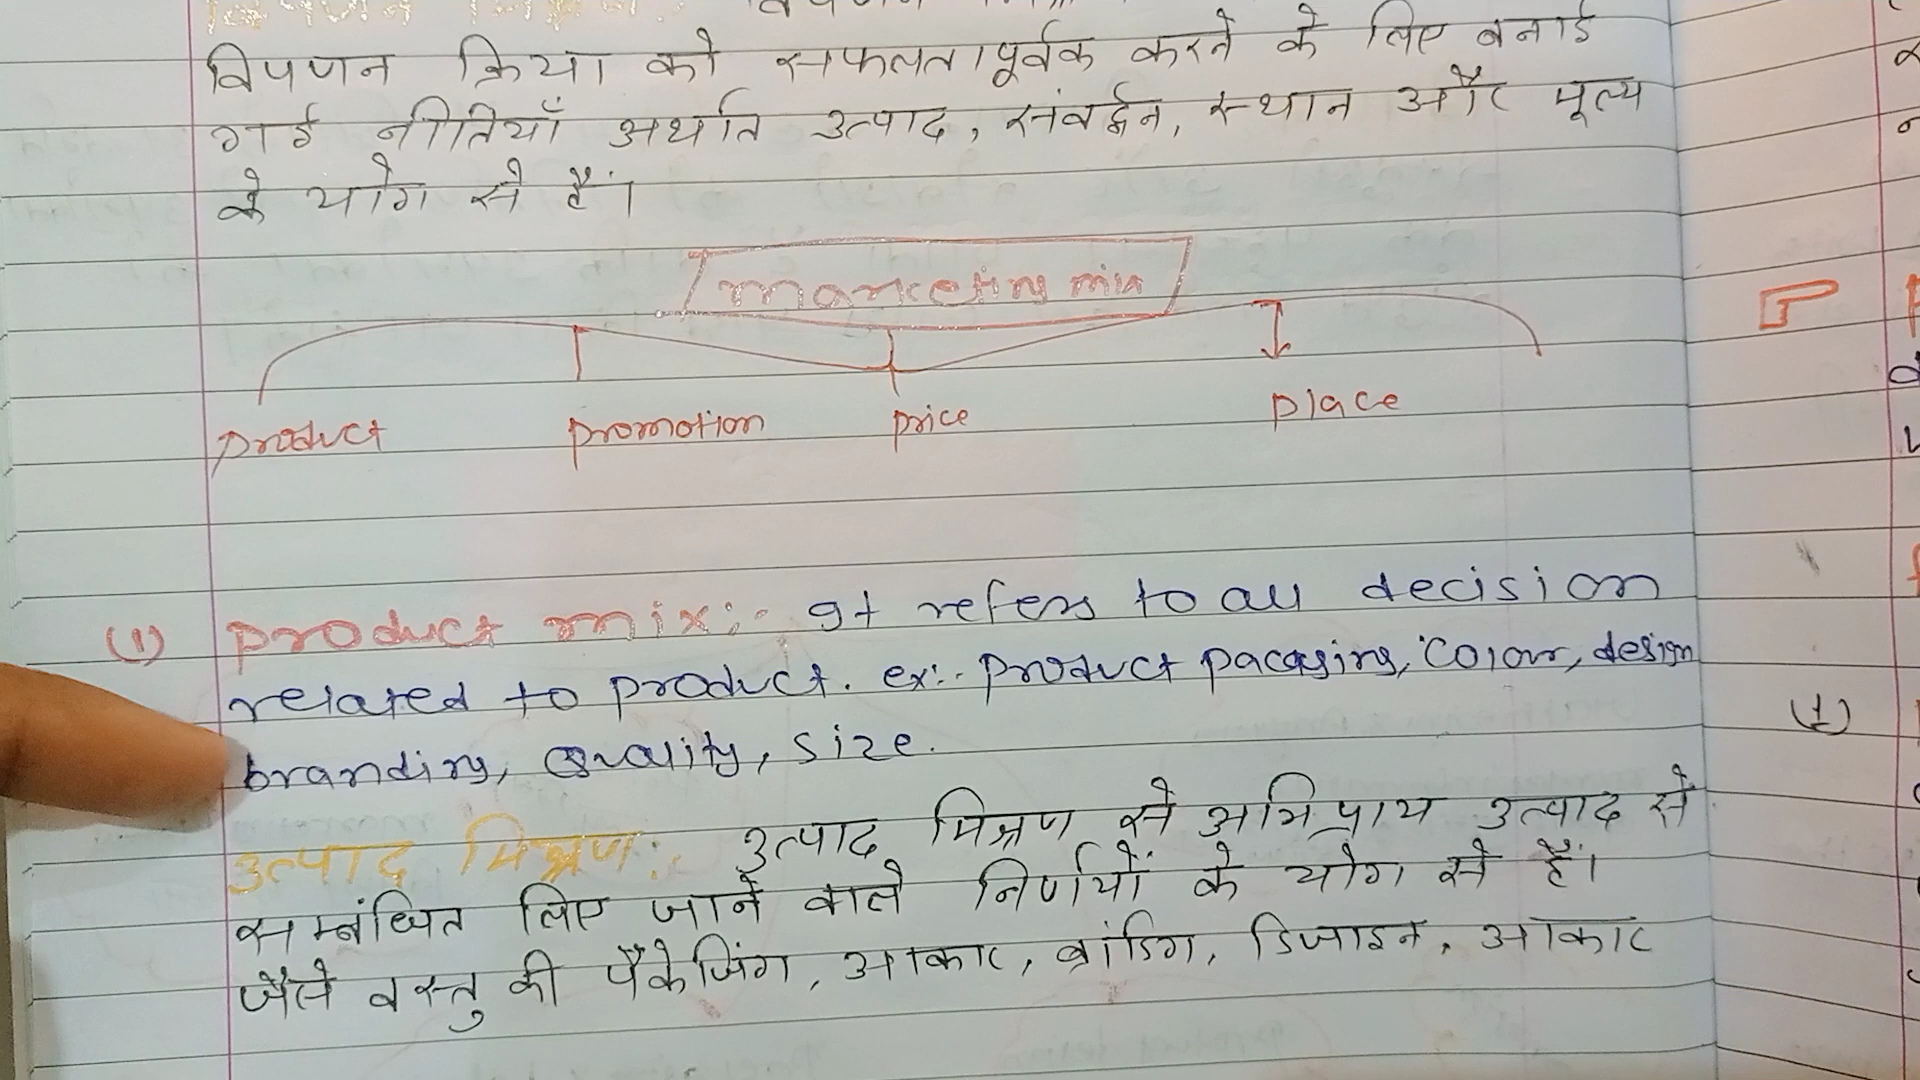 विपणन क्रिया को सफलतापूर्वक करने के लिए बनाई
गई नीतियाँ अर्थात उत्पाद, संवर्द्धन, स्थान और मूल्य
के योग से हैं।
marketing mix
product promotion price place
(1) product mix:- It refers to all decision
related to product. ex:- product pacaging, colour, design
branding, Quality, size.
उत्पाद मिश्रण:- उत्पाद मिश्रण से अभिप्राय उत्पाद से
सम्बंधित लिए जाने वाले निर्णयों के योग से हैं।
जैसे वस्तु की पैकेजिंग, आकार, ब्रांडिंग, डिजाइन, आकार